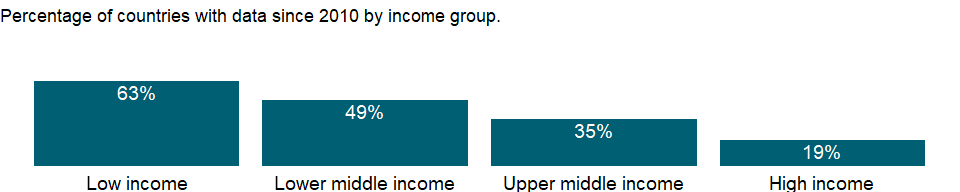 Percentage of countries with data since 2010 by income group.
63%
49%
35%
19%
Low income
Lower middle income
Upper middle income
High income